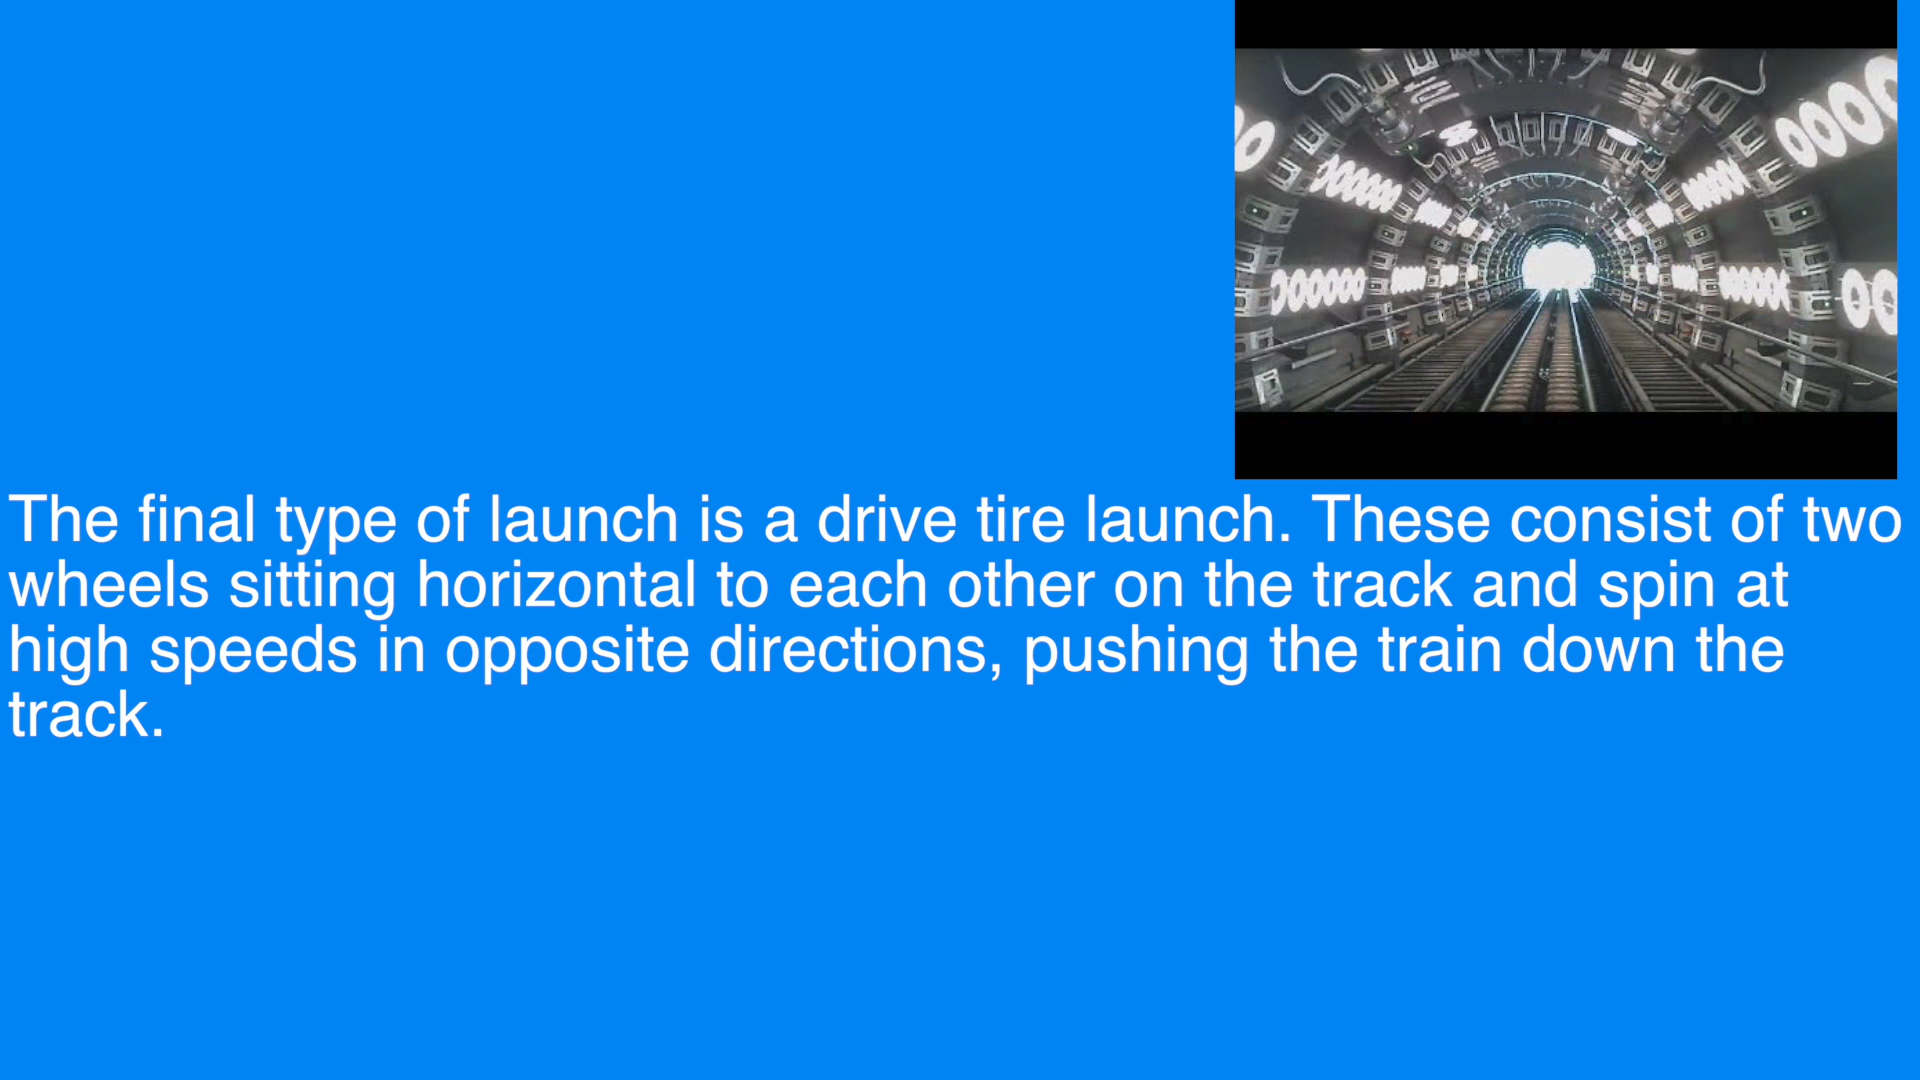 The final type of launch is a drive tire launch. These consist of two
wheels sitting horizontal to each other on the track and spin at
high speeds in opposite directions, pushing the train down the
track.